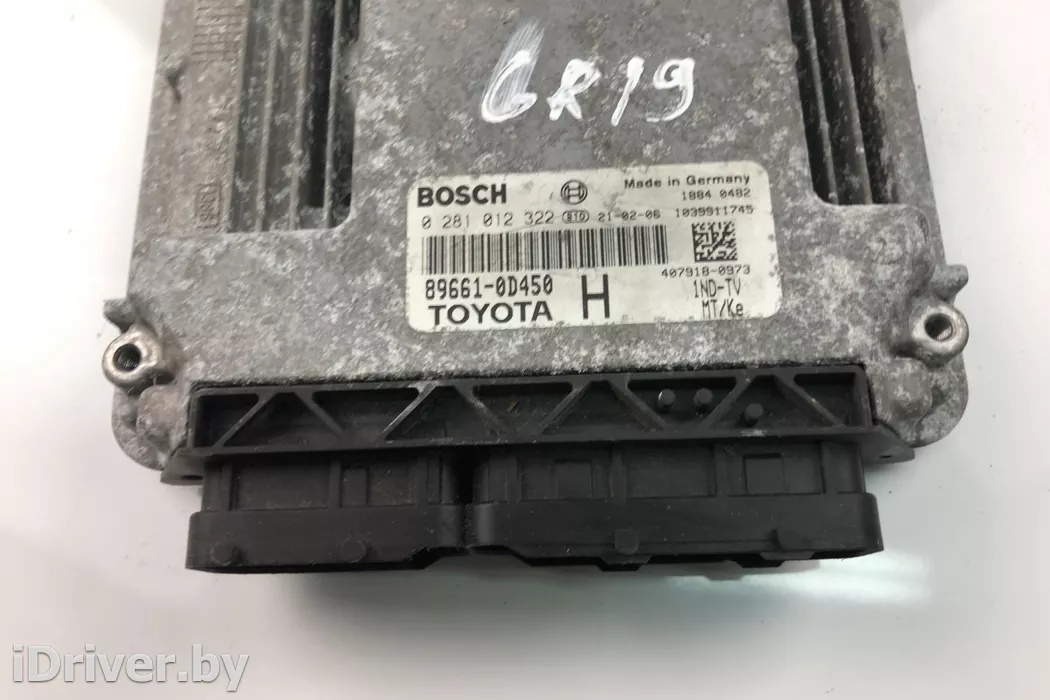 GR19
BOSCH Made in Germany
1884 0482
0 281 012 322 810 21-02-06 1039S11745
407918-0973
89661-0D450 H 1ND-TV
TOYOTA MT/Ke
iDriver.by